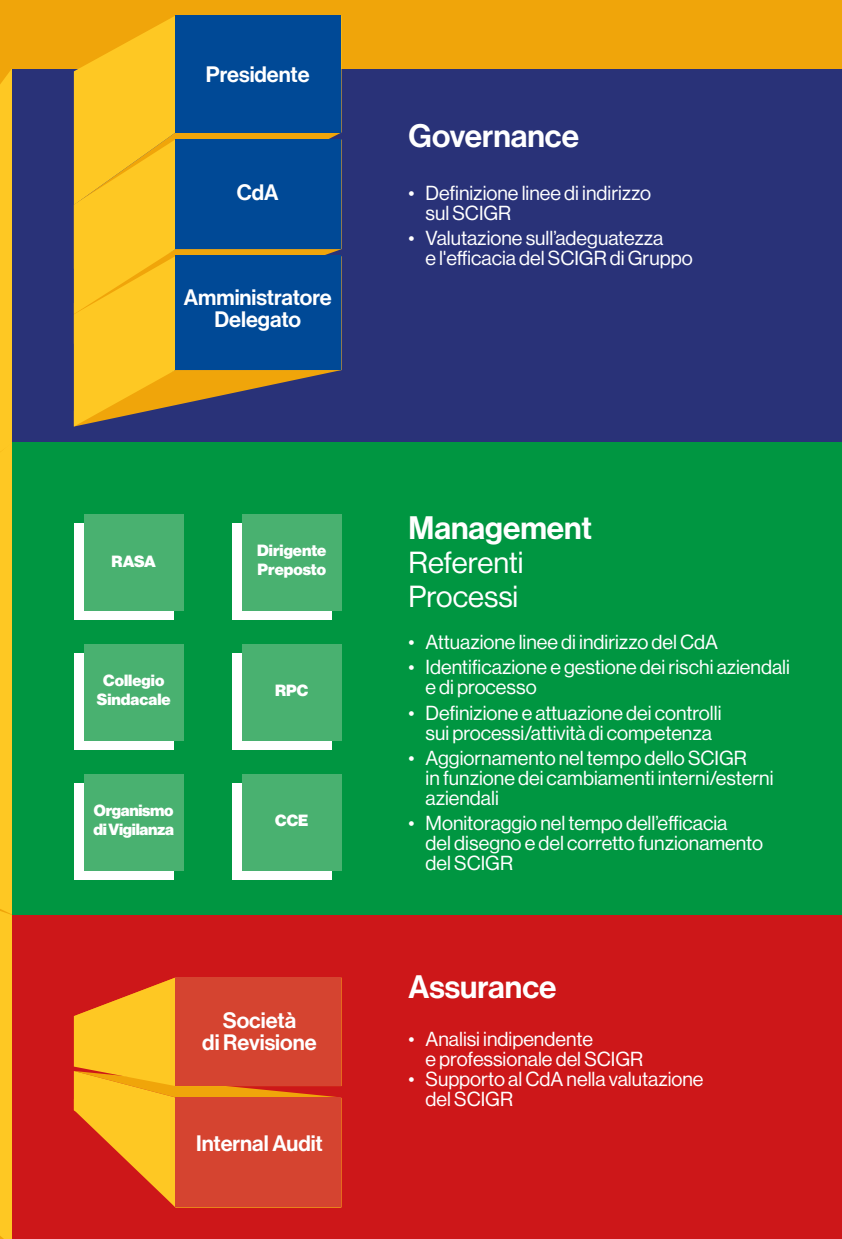 Presidente
CdA
Amministratore
Delegato
Governance
• Definizione linee di indirizzo
sul SCIGR
• Valutazione sull’adeguatezza
e l'efficacia del SCIGR di Gruppo
RASA
Dirigente
Preposto
Collegio
Sindacale
RPC
Organismo
di Vigilanza
CCE
Management
Referenti
Processi
• Attuazione linee di indirizzo del CdA
• Identificazione e gestione dei rischi aziendali
e di processo
• Definizione e attuazione dei controlli
sui processi/attività di competenza
• Aggiornamento nel tempo dello SCIGR
in funzione dei cambiamenti interni/esterni
aziendali
• Monitoraggio nel tempo dell’efficacia
del disegno e del corretto funzionamento
del SCIGR
Società
di Revisione
Internal Audit
Assurance
• Analisi indipendente
e professionale del SCIGR
• Supporto al CdA nella valutazione
del SCIGR